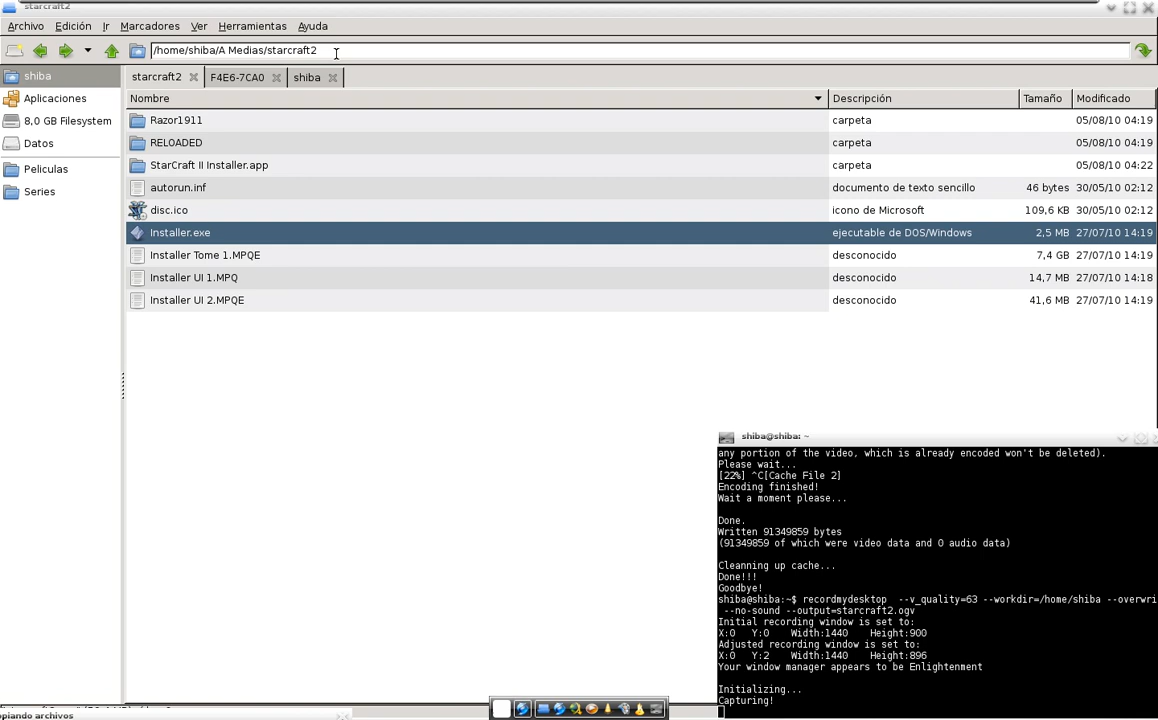 starcraft2
Archivo Edición Ir Marcadores Ver Herramientas Ayuda
/home/shiba/A Medias/starcraft2
shiba
Aplicaciones
8,0 GB Filesystem
Datos
Peliculas
Series
starcraft2 F4E6-7CA0 shiba
Nombre Descripción Tamaño Modificado
Razor1911 carpeta 05/08/10 04:19
RELOADED carpeta 05/08/10 04:19
StarCraft II Installer.app carpeta 05/08/10 04:22
autorun.inf documento de texto sencillo 46 bytes 30/05/10 02:12
disc.ico icono de Microsoft 109,6 KB 30/05/10 02:12
Installer.exe ejecutable de DOS/Windows 2,5 MB 27/07/10 14:19
Installer Tome 1.MPQE desconocido 7,4 GB 27/07/10 14:19
Installer UI 1.MPQ desconocido 14,7 MB 27/07/10 14:18
Installer UI 2.MPQE desconocido 41,6 MB 27/07/10 14:19
shiba@shiba: ~
any portion of the video, which is already encoded won't be deleted).
Please wait...
[22%] ^C[Cache File 2]
Encoding finished!
Wait a moment please...
Done.
Written 91349859 bytes
(91349859 of which were video data and 0 audio data)
Cleanning up cache...
Done!!!
Goodbye!
shiba@shiba:~$ recordmydesktop --v_quality=63 --workdir=/home/shiba --overwri
--no-sound --output=starcraft2.ogv
Initial recording window is set to:
X:0 Y:0 Width:1440 Height:900
Adjusted recording window is set to:
X:0 Y:2 Width:1440 Height:896
Your window manager appears to be Enlightenment
Initializing...
Capturing!
opiando archivos